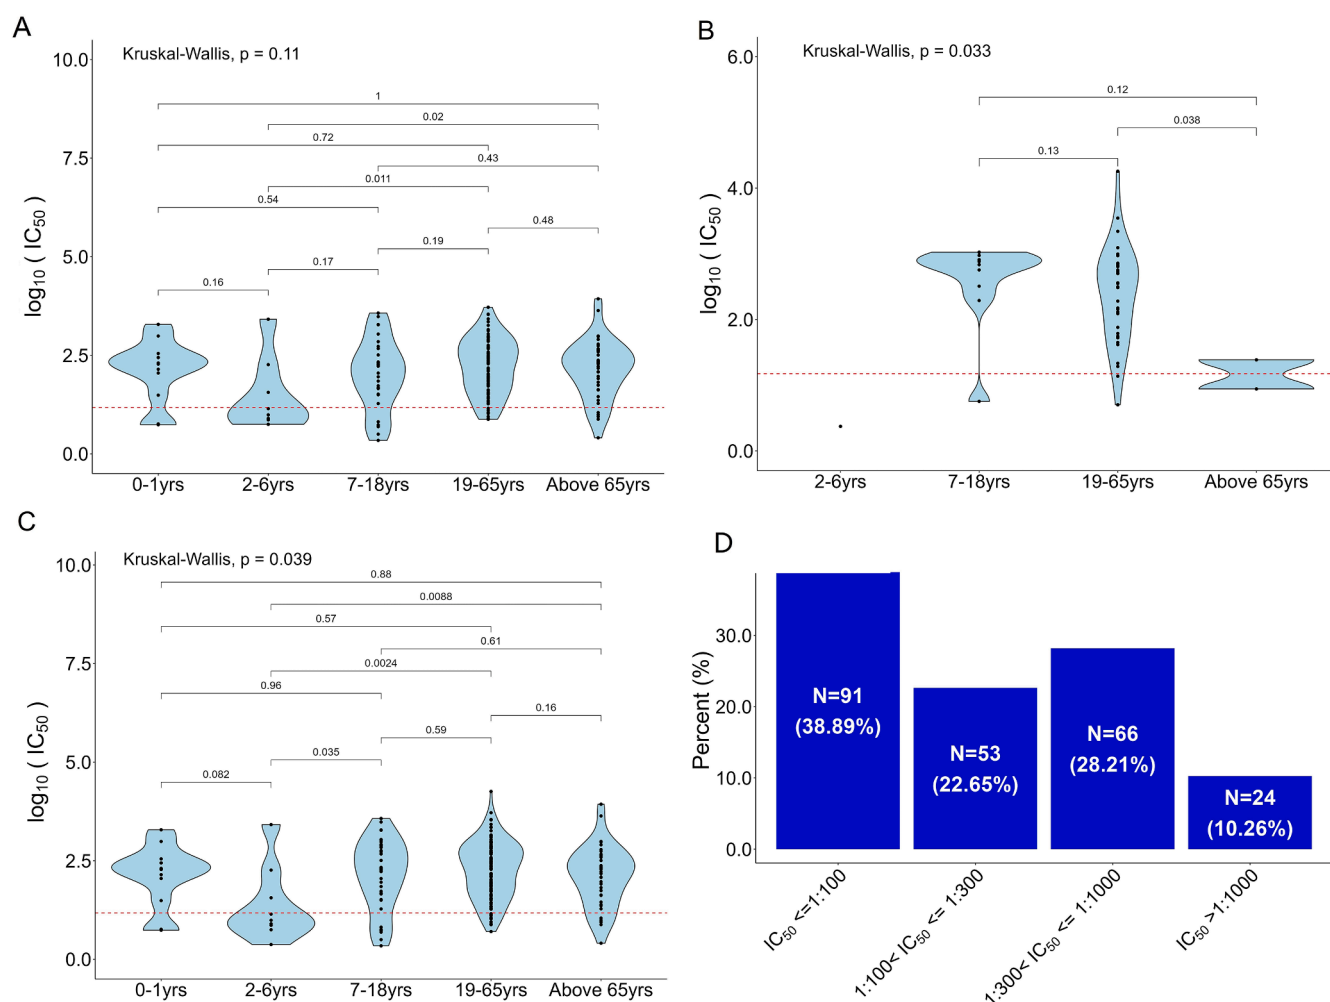 A
Kruskal-Wallis, p = 0.11
10.0
7.5
5.0
2.5
0.0
log10 ( IC50 )
1
0.02
0.72
0.43
0.011
0.54
0.48
0.19
0.17
0.16
0-1yrs 2-6yrs 7-18yrs 19-65yrs Above 65yrs
B
Kruskal-Wallis, p = 0.033
6.0
4.0
2.0
0.0
log10 ( IC50 )
0.12
0.038
0.13
2-6yrs 7-18yrs 19-65yrs Above 65yrs
C
Kruskal-Wallis, p = 0.039
10.0
7.5
5.0
2.5
0.0
log10 ( IC50 )
0.88
0.0088
0.57
0.61
0.0024
0.96
0.16
0.59
0.035
0.082
0-1yrs 2-6yrs 7-18yrs 19-65yrs Above 65yrs
D
Percent (%)
30.0
20.0
10.0
0.0
N=91
(38.89%)
N=53
(22.65%)
N=66
(28.21%)
N=24
(10.26%)
IC50 <=1:100
1:100< IC50 <= 1:300
1:300< IC50 <= 1:1000
IC50 >1:1000